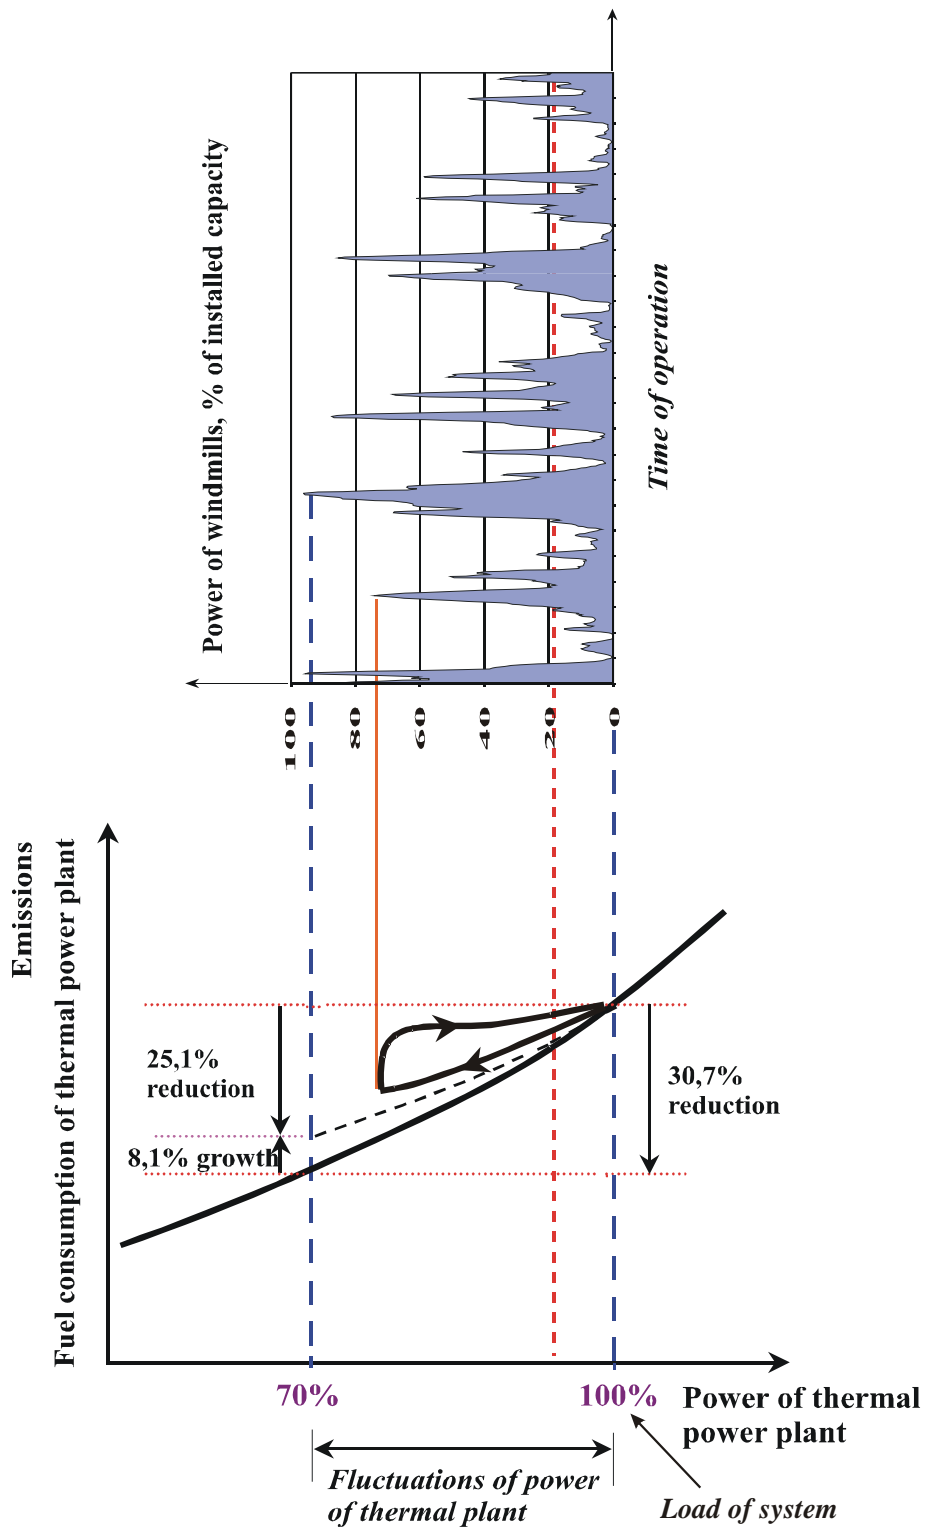 Power of windmills, % of installed capacity
Time of operation
100
80
60
40
20
0
Emissions
Fuel consumption of thermal power plant
25,1%
reduction
8,1% growth
30,7%
reduction
70%
100%
Power of thermal
power plant
Fluctuations of power
of thermal plant
Load of system